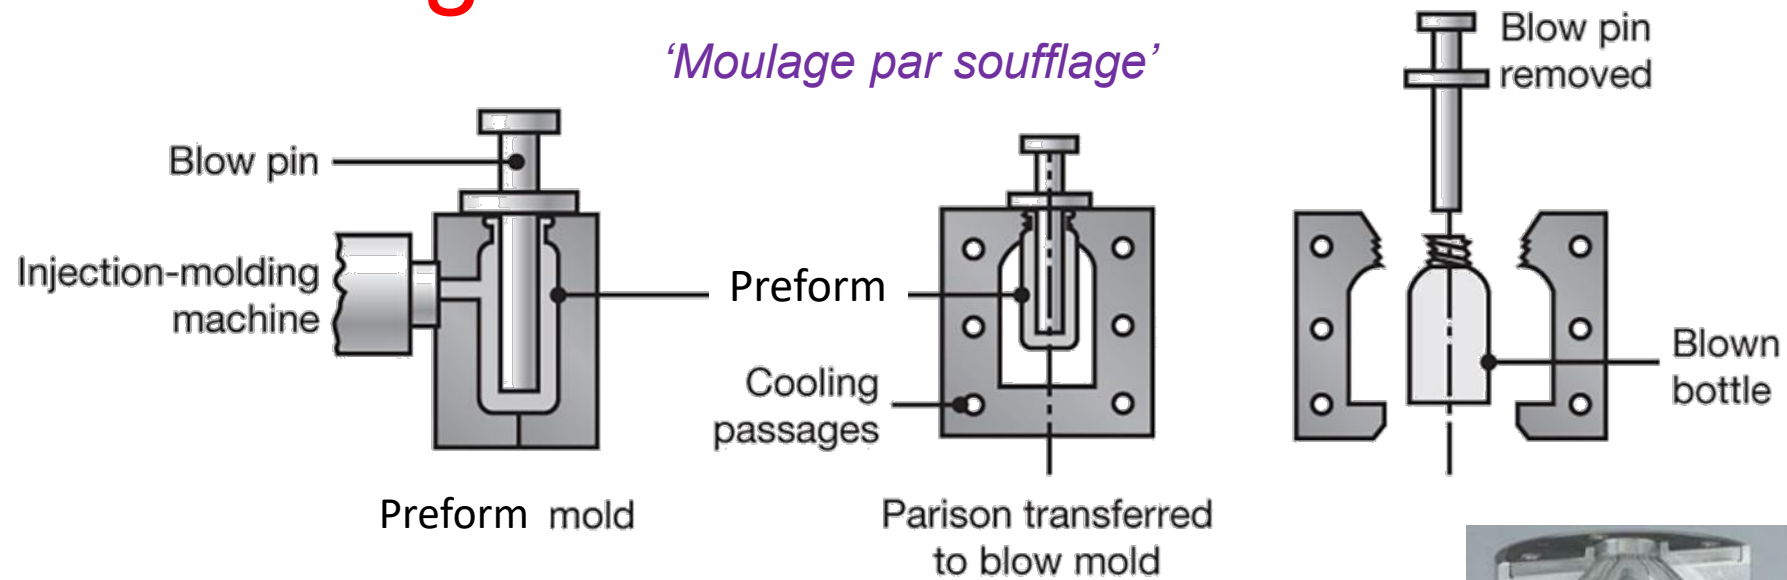 ‘Moulage par soufflage’
Blow pin
removed
Blow pin
Injection-molding
machine
Preform
Cooling
passages
Blown
bottle
Preform mold
Parison transferred
to blow mold